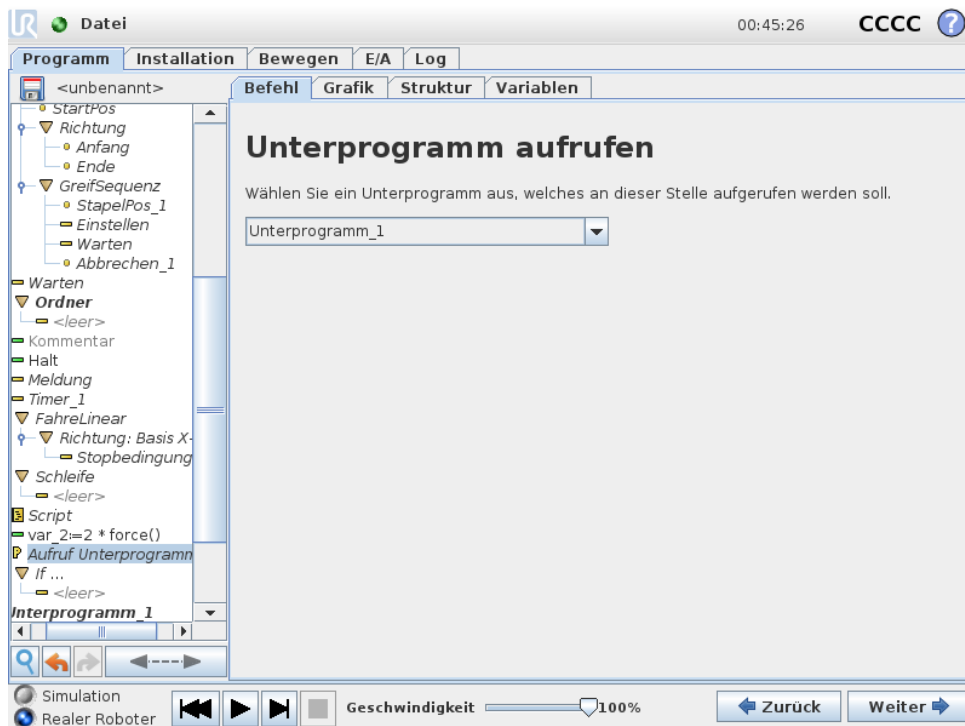 UR Datei 00:45:26 CCCC ?
Programm Installation Bewegen E/A Log
<unbenannt> Befehl Grafik Struktur Variablen
StartPos
Richtung
Anfang
Ende
GreifSequenz
StapelPos_1
Einstellen
Warten
Abbrechen_1
Warten
Ordner
<leer>
Kommentar
Halt
Meldung
Timer_1
FahreLinear
Richtung: Basis X-
Stopbedingung
Schleife
<leer>
Script
var_2:=2 * force()
Aufruf Unterprogramm
If ...
<leer>
Interprogramm_1
Unterprogramm aufrufen
Wählen Sie ein Unterprogramm aus, welches an dieser Stelle aufgerufen werden soll.
Unterprogramm_1
Simulation
Realer Roboter
Geschwindigkeit 100% Zurück Weiter